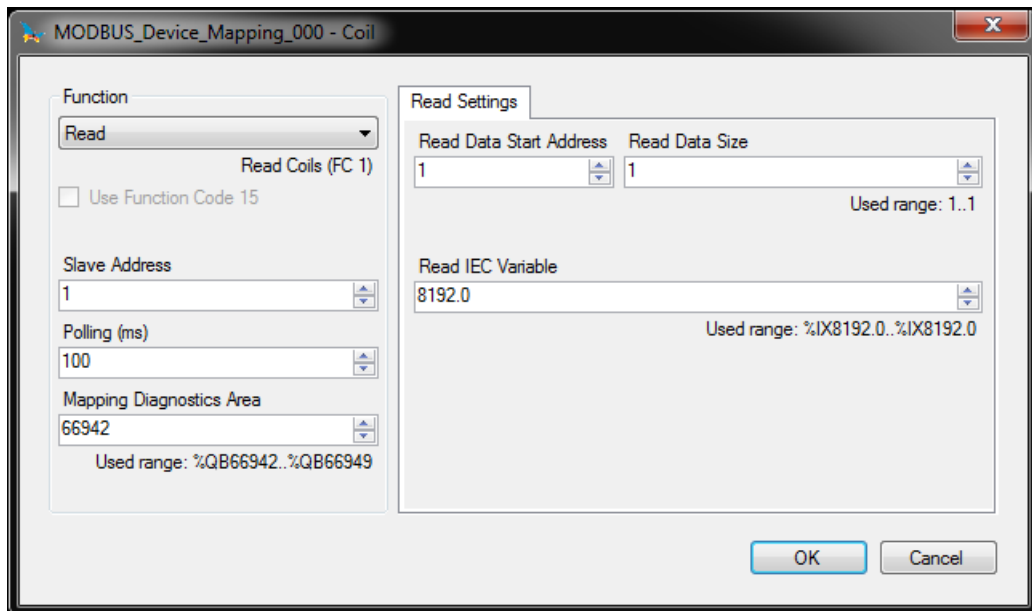 MODBUS_Device_Mapping_000 - Coil
Function
Read
Read Coils (FC 1)
Use Function Code 15
Slave Address
1
Polling (ms)
100
Mapping Diagnostics Area
66942
Used range: %QB66942..%QB66949
Read Settings
Read Data Start Address Read Data Size
1 1
Used range: 1..1
Read IEC Variable
8192.0
Used range: %IX8192.0..%IX8192.0
OK Cancel